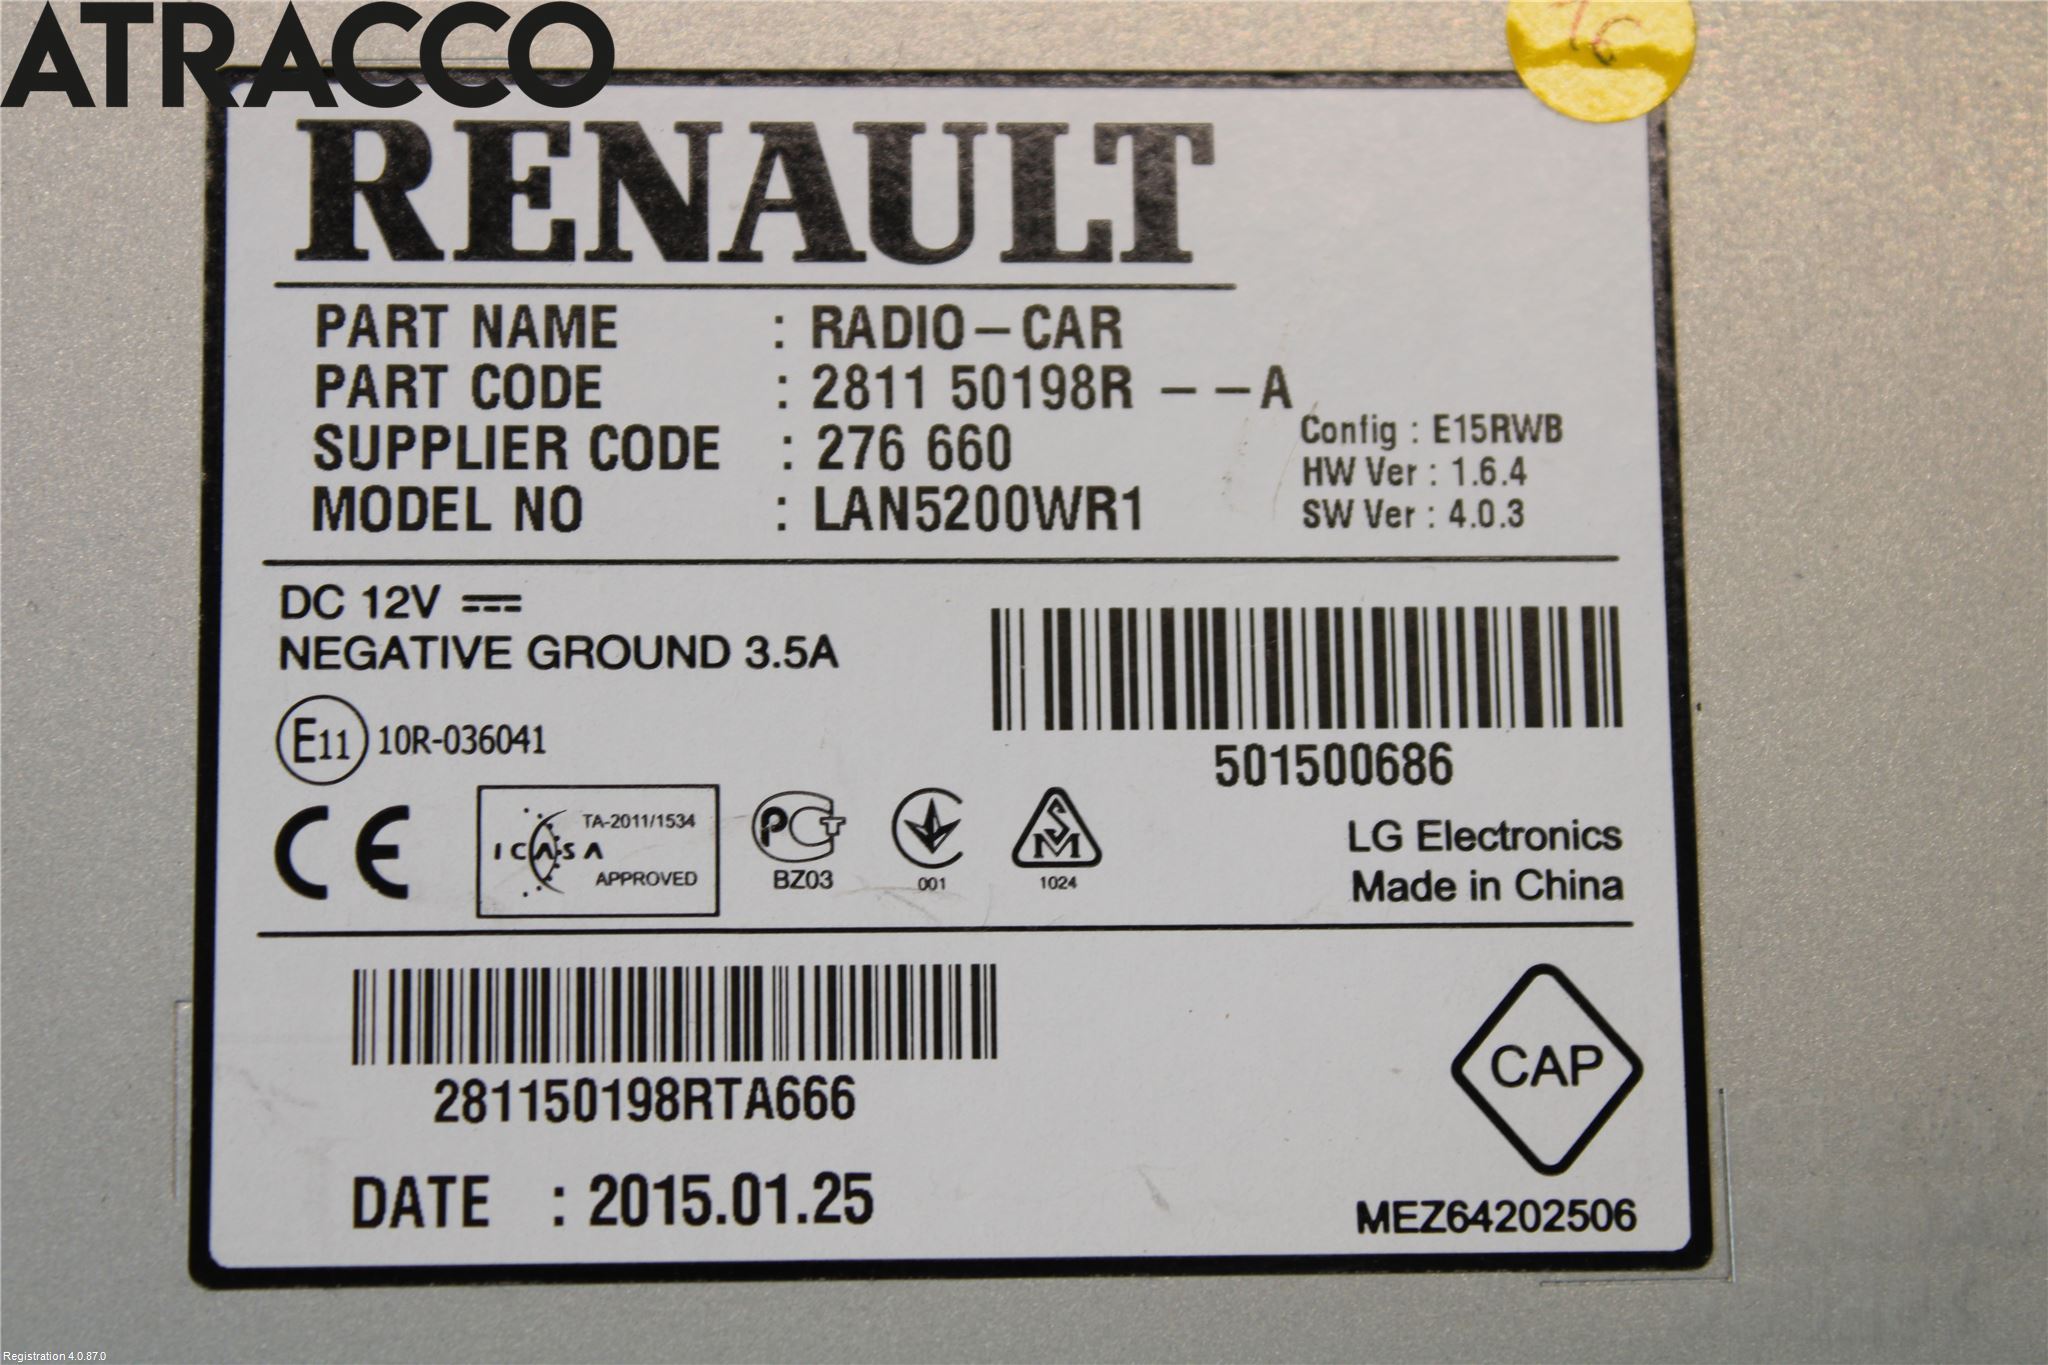 ATRACCO
RENAULT
PART NAME : RADIO-CAR
PART CODE : 2811 50198R --A
SUPPLIER CODE : 276 660
MODEL NO : LAN5200WR1
Config : E15RWB
HW Ver : 1.6.4
SW Ver : 4.0.3
DC 12V
NEGATIVE GROUND 3.5A
E11 10R-036041
501500686
CE
TA-2011/1534
ICASA
APPROVED
PCT
BZ03
001
SM
1024
LG Electronics
Made in China
281150198RTA666
CAP
DATE : 2015.01.25
MEZ64202506
Registration 4.0.87.0